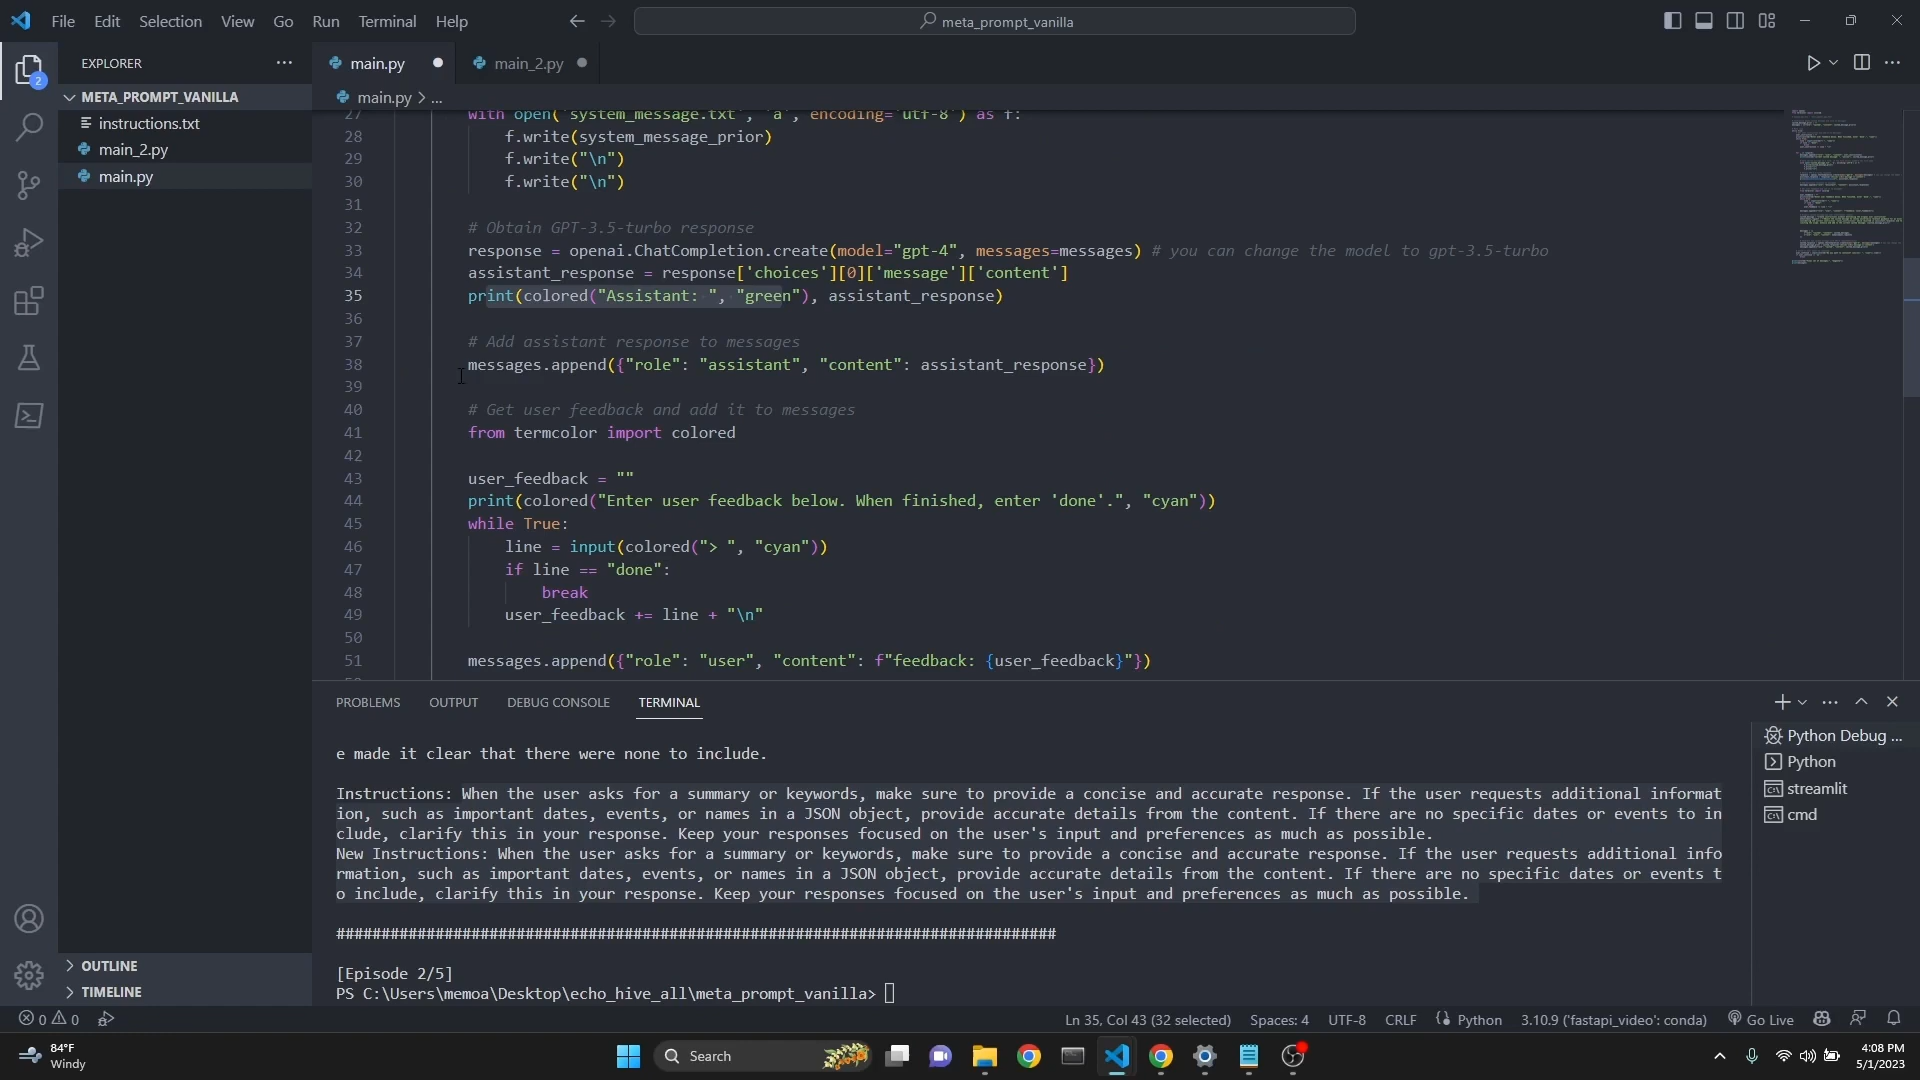 File Edit Selection View Go Run Terminal Help
meta_prompt_vanilla
EXPLORER
main.py
main_2.py
2
META_PROMPT_VANILLA
main.py > ...
instructions.txt
main_2.py
main.py
27 with open('system_message.txt', 'a', encoding='utf-8') as f:
28 f.write(system_message_prior)
29 f.write("\n")
30 f.write("\n")
31
32 # Obtain GPT-3.5-turbo response
33 response = openai.ChatCompletion.create(model="gpt-4", messages=messages) # you can change the model to gpt-3.5-turbo
34 assistant_response = response['choices'][0]['message']['content']
35 print(colored("Assistant: ", "green"), assistant_response)
36
37 # Add assistant response to messages
38 messages.append({"role": "assistant", "content": assistant_response})
39
40 # Get user feedback and add it to messages
41 from termcolor import colored
42
43 user_feedback = ""
44 print(colored("Enter user feedback below. When finished, enter 'done'.", "cyan"))
45 while True:
46 line = input(colored("> ", "cyan"))
47 if line == "done":
48 break
49 user_feedback += line + "\n"
50
51 messages.append({"role": "user", "content": f"feedback: {user_feedback}"})
PROBLEMS OUTPUT DEBUG CONSOLE TERMINAL
e made it clear that there were none to include.
Instructions: When the user asks for a summary or keywords, make sure to provide a concise and accurate response. If the user requests additional informat
ion, such as important dates, events, or names in a JSON object, provide accurate details from the content. If there are no specific dates or events to in
clude, clarify this in your response. Keep your responses focused on the user's input and preferences as much as possible.
New Instructions: When the user asks for a summary or keywords, make sure to provide a concise and accurate response. If the user requests additional info
rmation, such as important dates, events, or names in a JSON object, provide accurate details from the content. If there are no specific dates or events t
o include, clarify this in your response. Keep your responses focused on the user's input and preferences as much as possible.
################################################################################
[Episode 2/5]
PS C:\Users\memoa\Desktop\echo_hive_all\meta_prompt_vanilla>
Python Debug ...
Python
streamlit
cmd
OUTLINE
TIMELINE
0 0
Ln 35, Col 43 (32 selected) Spaces: 4 UTF-8 CRLF Python 3.10.9 ('fastapi_video': conda) Go Live
84°F
Windy
Search
4:08 PM
5/1/2023